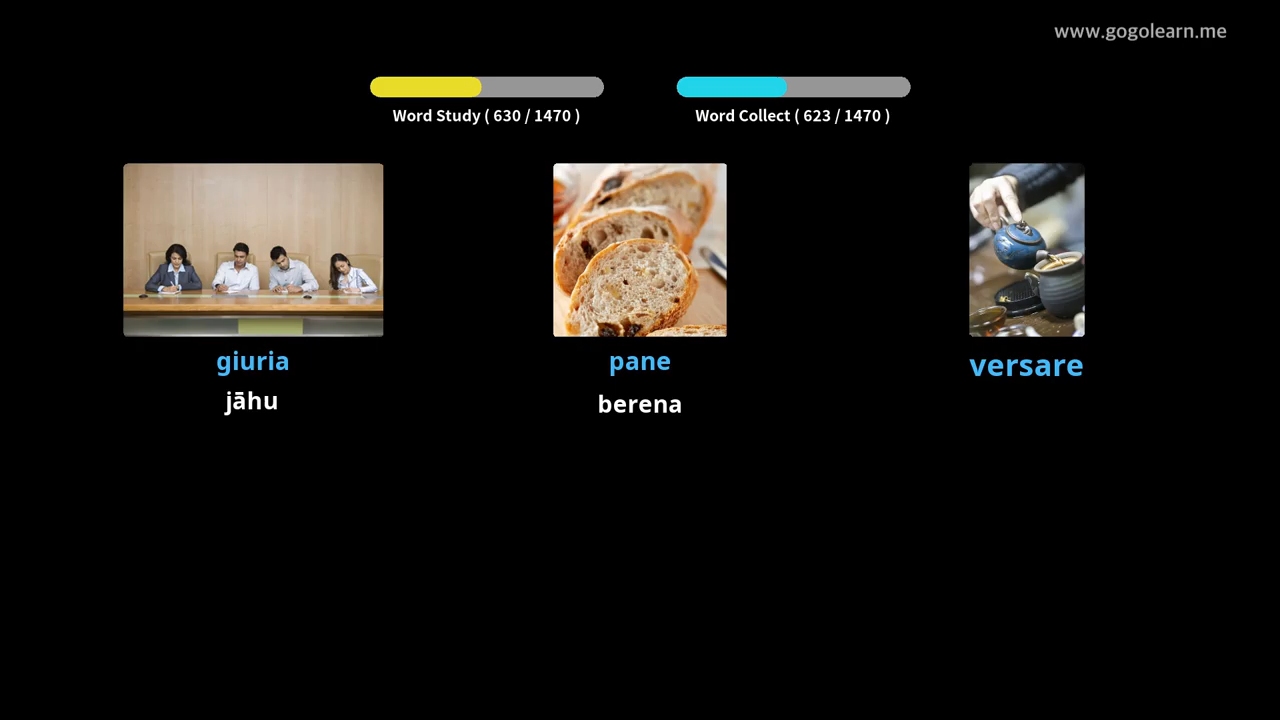 www.gogolearn.me
Word Study ( 630 / 1470 )
Word Collect ( 623 / 1470 )
giuria
jāhu
pane
berena
versare